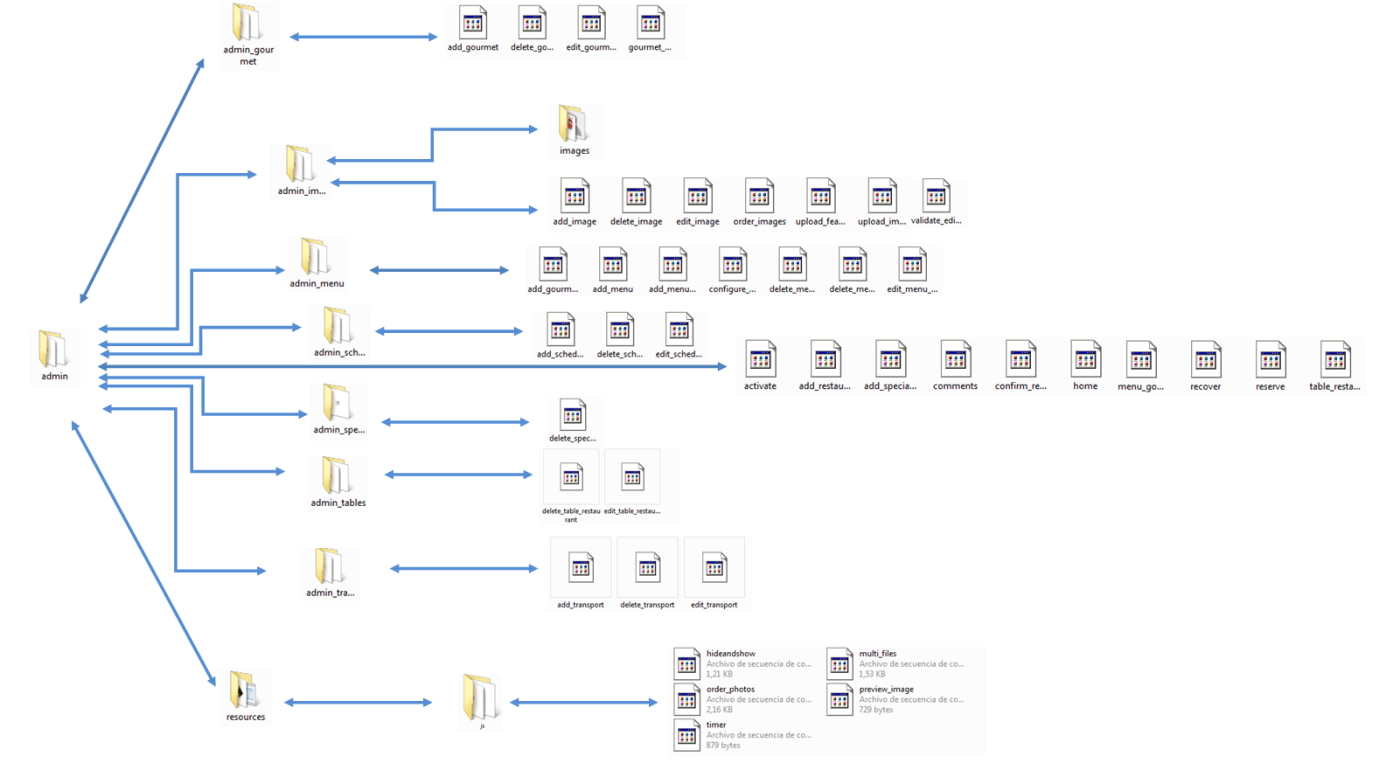 admin_gour
met
add_gourmet
delete_go...
edit_gourm...
gourmet_...
images
admin_im...
add_image
delete_image
edit_image
order_images
upload_fea...
upload_im...
validate_edi...
admin_menu
add_gourm...
add_menu
add_menu...
configure_...
delete_me...
delete_me...
edit_menu_...
admin_sch...
add_sched...
delete_sch...
edit_sched...
admin
activate
add_restau...
add_specia...
comments
confirm_re...
home
menu_go...
recover
reserve
table_resta...
admin_spe...
delete_spec...
admin_tables
delete_table_restau
rant
edit_table_restau...
admin_tra...
add_transport
delete_transport
edit_transport
resources
js
hideandshow
Archivo de secuencia de co...
1,21 KB
multi_files
Archivo de secuencia de co...
1,53 KB
order_photos
Archivo de secuencia de co...
2,16 KB
preview_image
Archivo de secuencia de co...
729 bytes
timer
Archivo de secuencia de co...
879 bytes